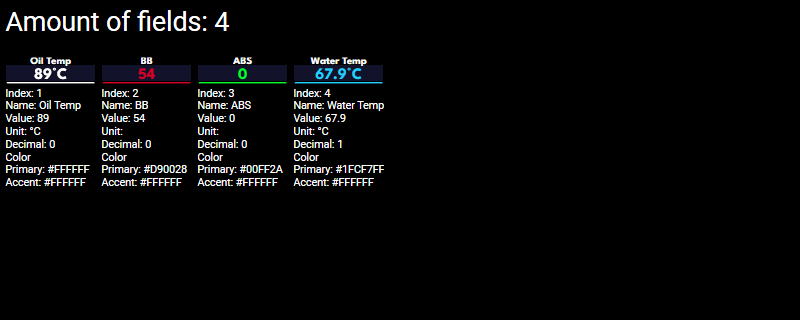 Amount of fields: 4
Oil Temp
89°C
Index: 1
Name: Oil Temp
Value: 89
Unit: °C
Decimal: 0
Color
Primary: #FFFFFF
Accent: #FFFFFF
BB
54
Index: 2
Name: BB
Value: 54
Unit:
Decimal: 0
Color
Primary: #D90028
Accent: #FFFFFF
ABS
0
Index: 3
Name: ABS
Value: 0
Unit:
Decimal: 0
Color
Primary: #00FF2A
Accent: #FFFFFF
Water Temp
67.9°C
Index: 4
Name: Water Temp
Value: 67.9
Unit: °C
Decimal: 1
Color
Primary: #1FCF7FF
Accent: #FFFFFF